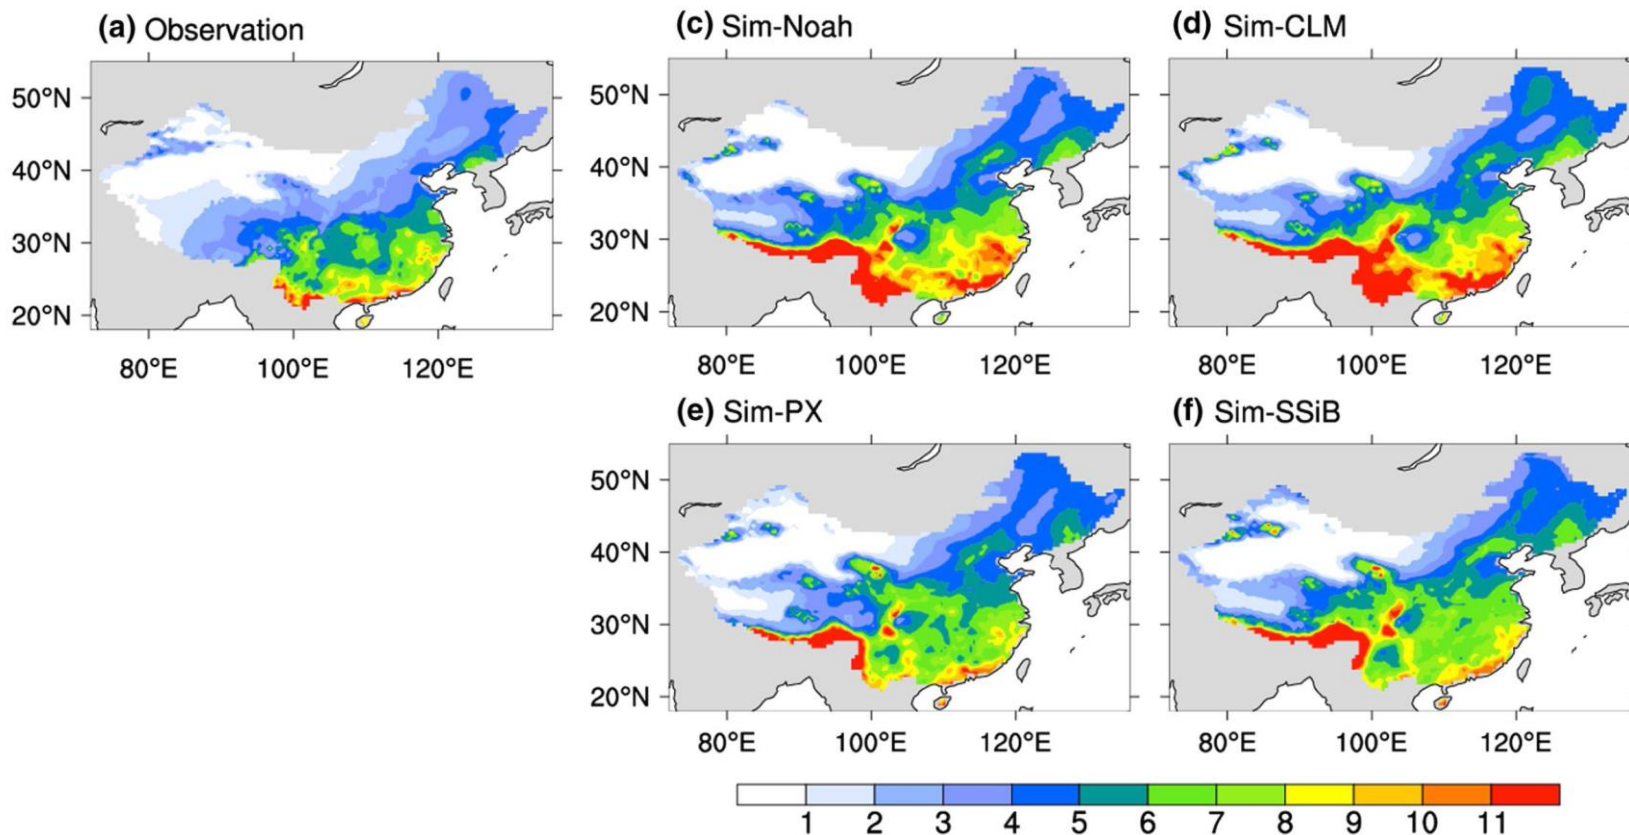 (a) Observation
(c) Sim-Noah
(d) Sim-CLM
50°N
40°N
30°N
20°N
80°E 100°E 120°E
50°N
40°N
30°N
20°N
80°E 100°E 120°E
80°E 100°E 120°E
(e) Sim-PX
(f) Sim-SSiB
50°N
40°N
30°N
20°N
80°E 100°E 120°E
80°E 100°E 120°E
1 2 3 4 5 6 7 8 9 10 11